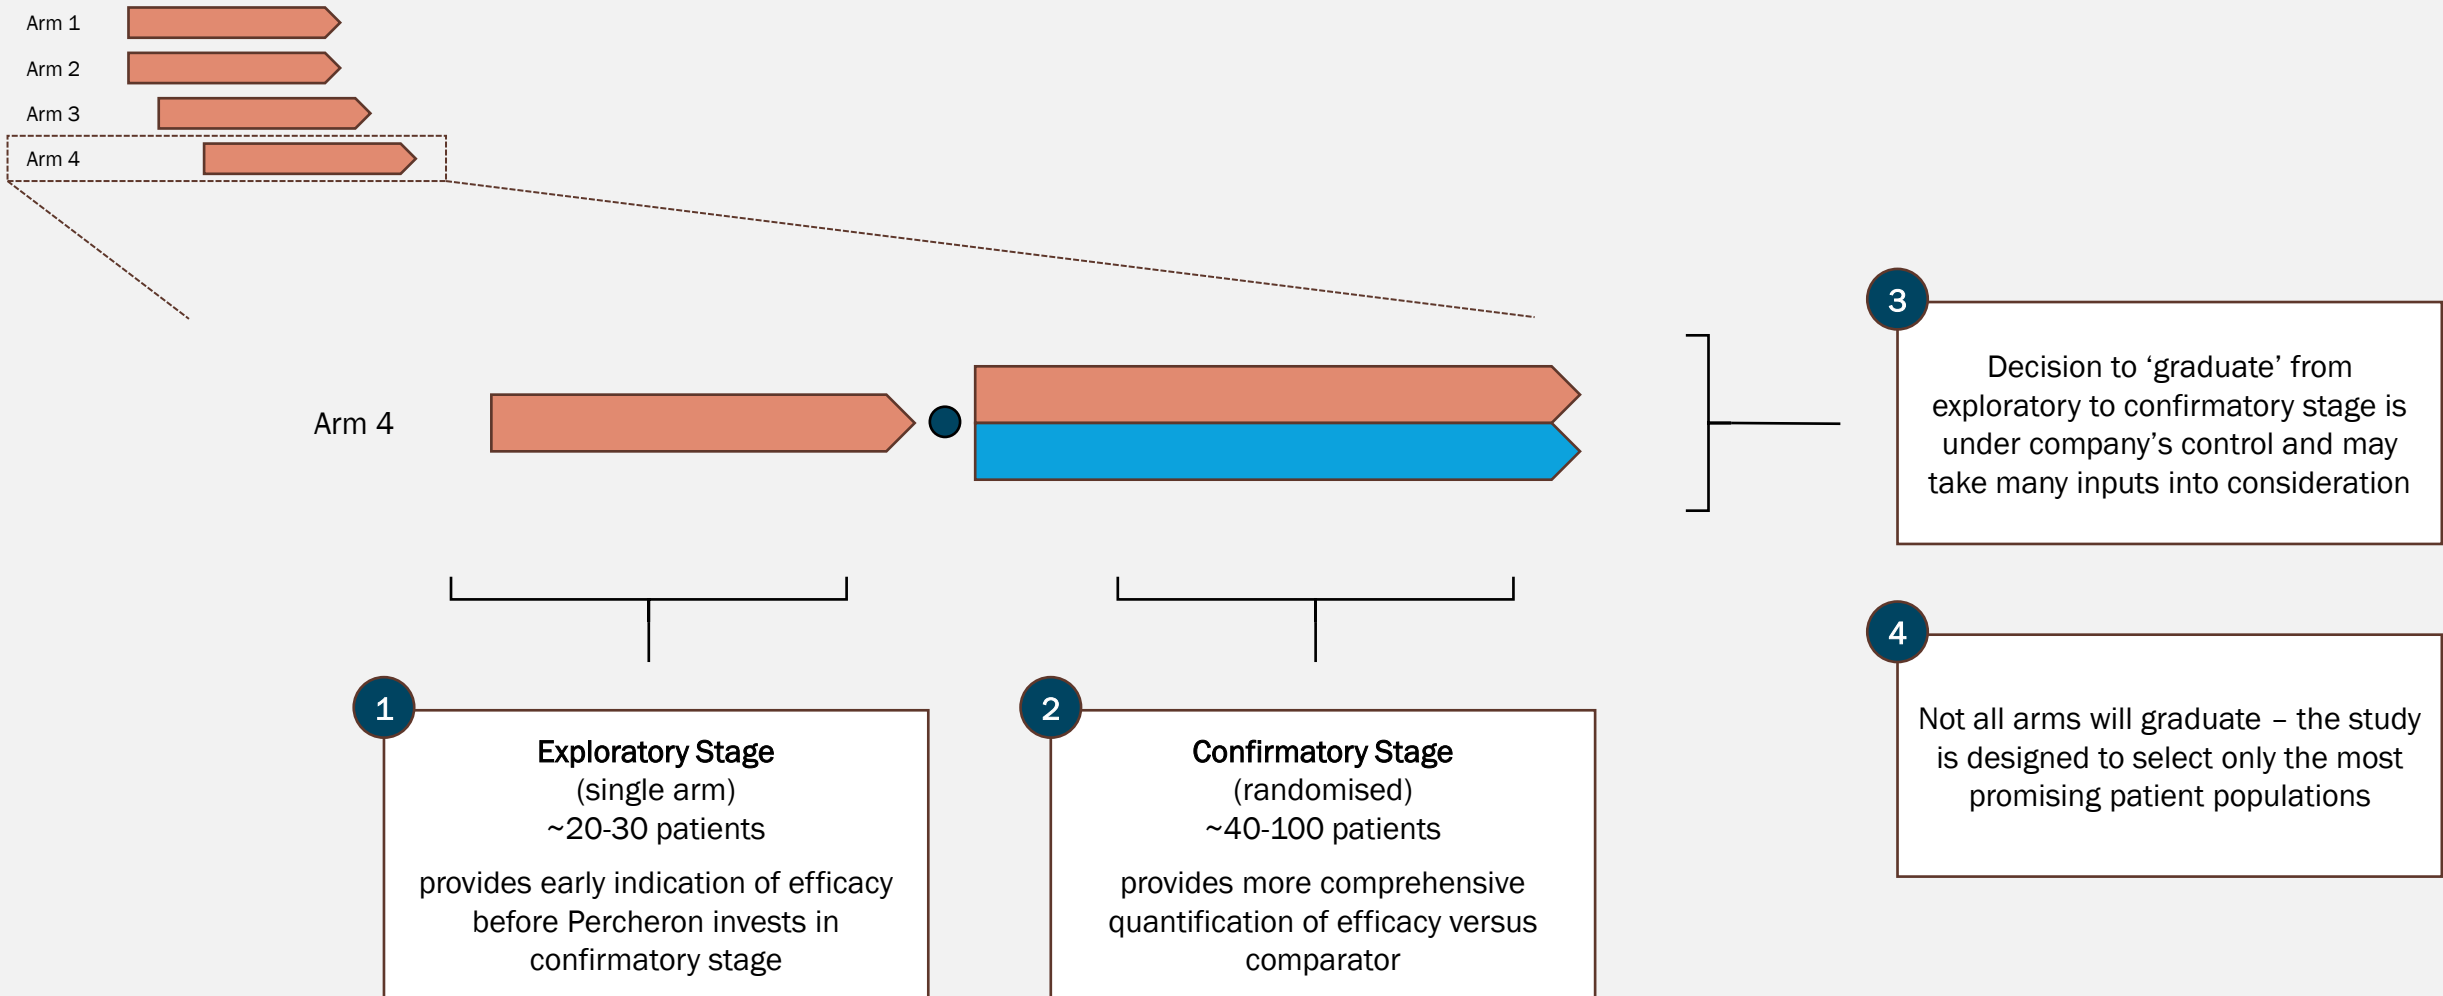 Arm 1
Arm 2
Arm 3
Arm 4
Arm 4
1
Exploratory Stage
(single arm)
~20-30 patients
provides early indication of efficacy
before Percheron invests in
confirmatory stage
2
Confirmatory Stage
(randomised)
~40-100 patients
provides more comprehensive
quantification of efficacy versus
comparator
3
Decision to ‘graduate’ from
exploratory to confirmatory stage is
under company’s control and may
take many inputs into consideration
4
Not all arms will graduate – the study
is designed to select only the most
promising patient populations